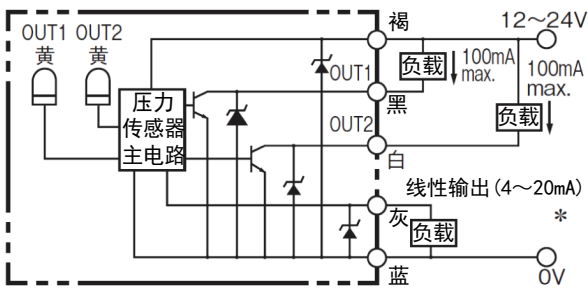 OUT1 OUT2
黄 黄
褐
12～24V
OUT1
负载
100mA
max.
100mA
max.
压力
传感器
主电路
黑
负载
OUT2
白
线性输出(4～20mA)
*
灰
负载
蓝
0V